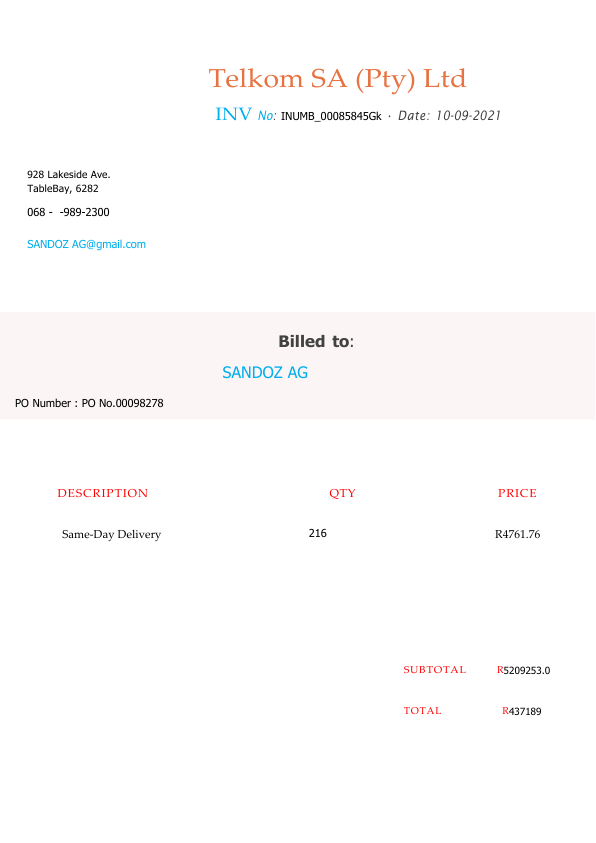 Telkom SA (Pty) Ltd
INV No: INUMB_00085845Gk · Date: 10-09-2021
928 Lakeside Ave.
TableBay, 6282
068 -  -989-2300
SANDOZ AG@gmail.com
Billed to:
SANDOZ AG
PO Number : PO No.00098278
DESCRIPTION QTY PRICE
Same-Day Delivery 216 R4761.76
SUBTOTAL R5209253.0
TOTAL R437189